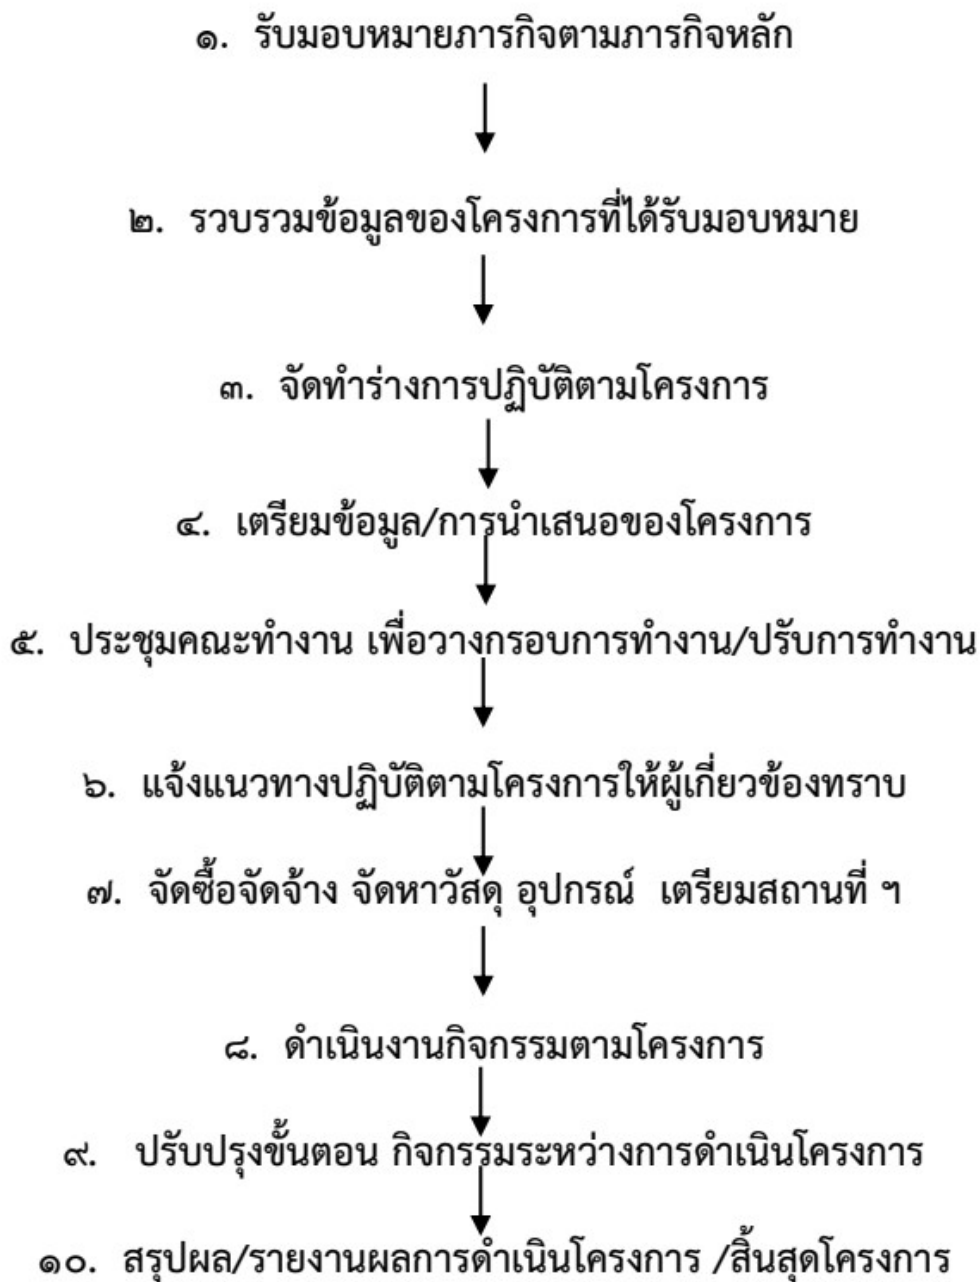 ๑. รับมอบหมายภารกิจตามภารกิจหลัก
๒. รวบรวมข้อมูลของโครงการที่ได้รับมอบหมาย
๓. จัดทำร่างการปฏิบัติตามโครงการ
๔. เตรียมข้อมูล/การนำเสนอของโครงการ
๕. ประชุมคณะทำงาน เพื่อวางกรอบการทำงาน/ปรับการทำงาน
๖. แจ้งแนวทางปฏิบัติตามโครงการให้ผู้เกี่ยวข้องทราบ
๗. จัดซื้อจัดจ้าง จัดหาวัสดุ อุปกรณ์ เตรียมสถานที่ ฯ
๘. ดำเนินงานกิจกรรมตามโครงการ
๙. ปรับปรุงขั้นตอน กิจกรรมระหว่างการดำเนินโครงการ
๑๐. สรุปผล/รายงานผลการดำเนินโครงการ /สิ้นสุดโครงการ